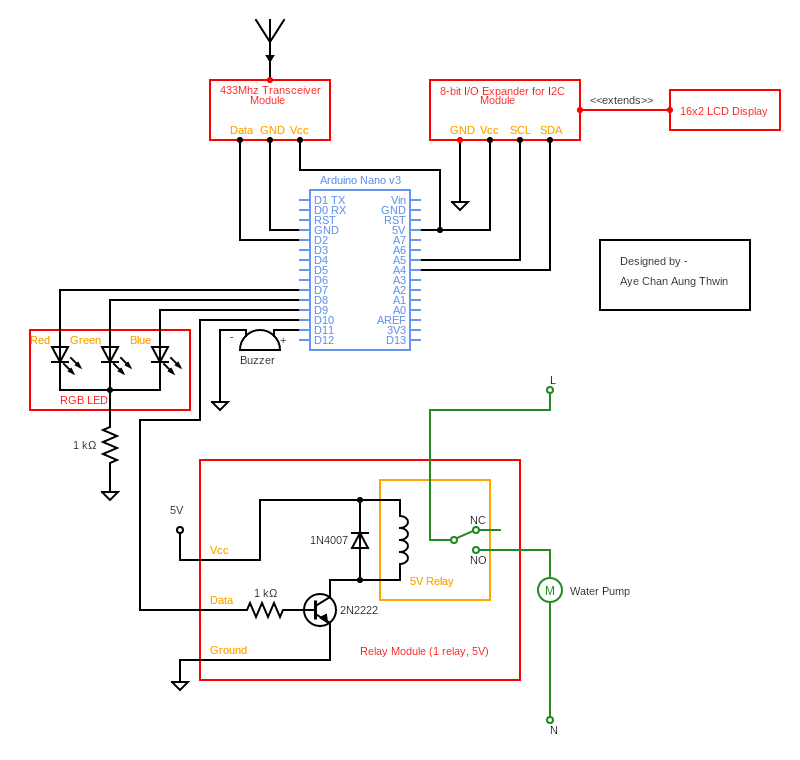 433Mhz Transceiver
Module
Data GND Vcc
8-bit I/O Expander for I2C
Module
GND Vcc SCL SDA
<<extends>>
16x2 LCD Display
Arduino Nano v3
D1 TX Vin
D0 RX GND
RST RST
GND 5V
D2 A7
D3 A6
D4 A5
D5 A4
D6 A3
D7 A2
D8 A1
D9 A0
D10 AREF
D11 3V3
D12 D13
Designed by -
Aye Chan Aung Thwin
Red Green Blue
RGB LED
- +
Buzzer
1 kΩ
L
5V
Vcc
1N4007
NC
NO
5V Relay
Data
1 kΩ
2N2222
M
Water Pump
Ground
Relay Module (1 relay, 5V)
N